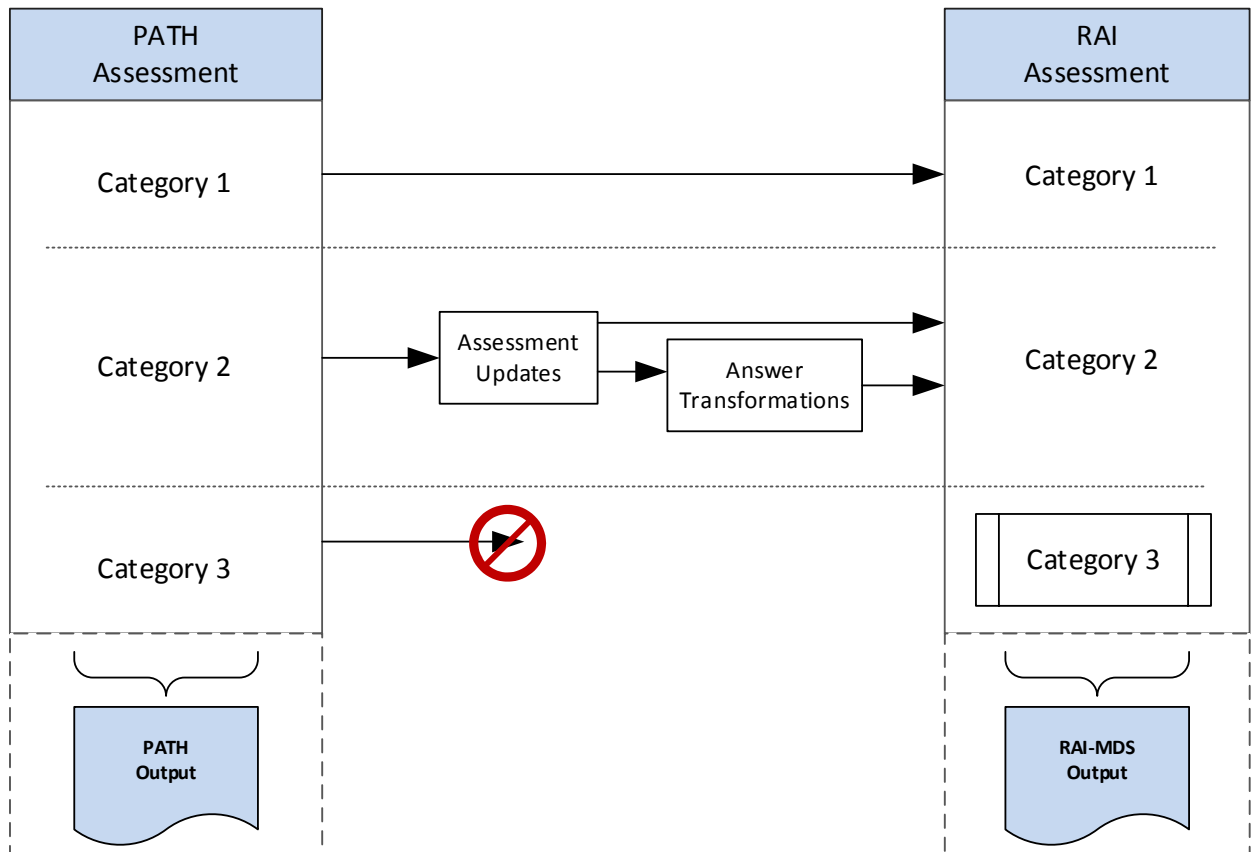 PATH
Assessment
RAI
Assessment
Category 1
Category 1
Category 2
Assessment
Updates
Answer
Transformations
Category 2
Category 3
Category 3
PATH
Output
RAI-MDS
Output